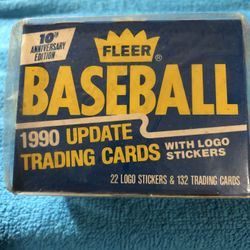 10th
ANNIVERSARY
EDITION
FLEER®
BASEBALL
1990 UPDATE
TRADING CARDS
WITH LOGO
STICKERS
22 LOGO STICKERS & 132 TRADING CARDS